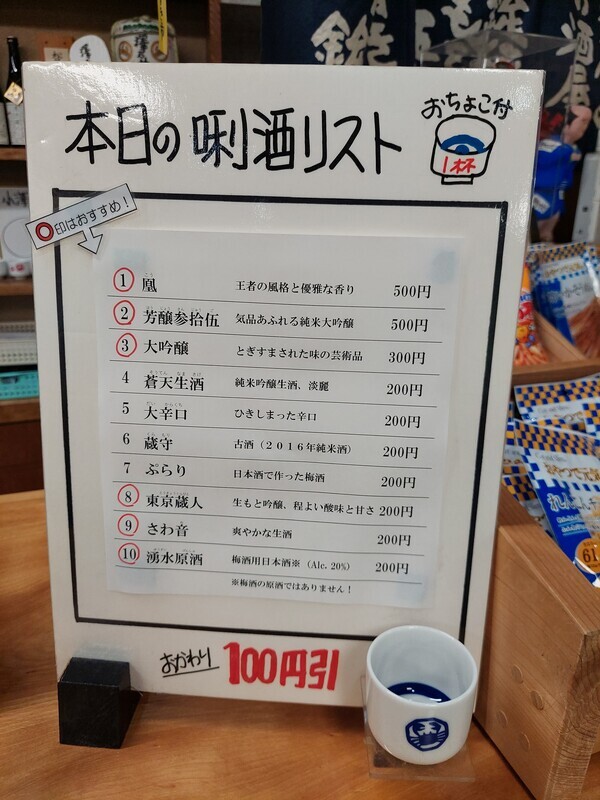 おちょこ付
1杯
本日の唎酒リスト
◎印はおすすめ!
① 凰 王者の風格と優雅な香り 500円
② 芳醸参拾伍 気品あふれる純米大吟醸 500円
③ 大吟醸 とぎすまされた味の芸術品 300円
4 蒼天生酒 純米吟醸生酒、淡麗 200円
5 大辛口 ひきしまった辛口 200円
6 蔵守 古酒(2016年純米酒) 200円
7 ぷらり 日本酒で作った梅酒 200円
⑧ 東京蔵人 生もと吟醸、程よい酸味と甘さ 200円
⑨ さわ音 爽やかな生酒 200円
⑩ 湧水原酒 梅酒用日本酒※(Alc. 20%) 200円
※梅酒の原酒ではありません!
おかわり 100円引